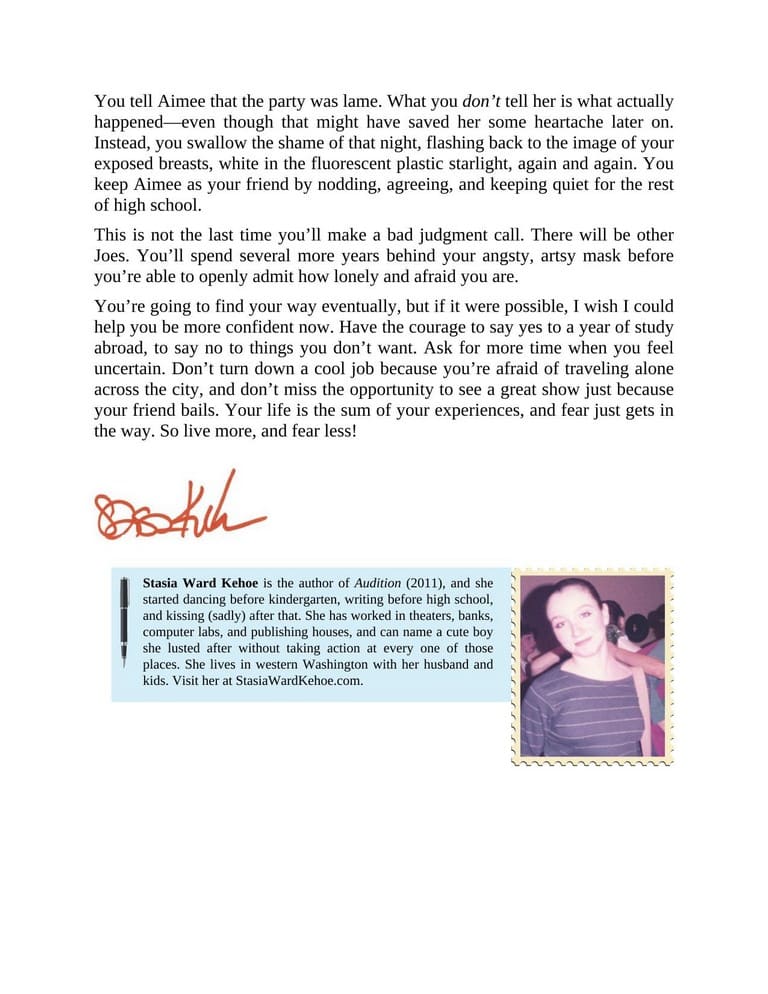 You tell Aimee that the party was lame. What you don’t tell her is what actually
happened—even though that might have saved her some heartache later on.
Instead, you swallow the shame of that night, flashing back to the image of your
exposed breasts, white in the fluorescent plastic starlight, again and again. You
keep Aimee as your friend by nodding, agreeing, and keeping quiet for the rest
of high school.
This is not the last time you’ll make a bad judgment call. There will be other
Joes. You’ll spend several more years behind your angsty, artsy mask before
you’re able to openly admit how lonely and afraid you are.
You’re going to find your way eventually, but if it were possible, I wish I could
help you be more confident now. Have the courage to say yes to a year of study
abroad, to say no to things you don’t want. Ask for more time when you feel
uncertain. Don’t turn down a cool job because you’re afraid of traveling alone
across the city, and don’t miss the opportunity to see a great show just because
your friend bails. Your life is the sum of your experiences, and fear just gets in
the way. So live more, and fear less!
Stasia Ward Kehoe is the author of Audition (2011), and she
started dancing before kindergarten, writing before high school,
and kissing (sadly) after that. She has worked in theaters, banks,
computer labs, and publishing houses, and can name a cute boy
she lusted after without taking action at every one of those
places. She lives in western Washington with her husband and
kids. Visit her at StasiaWardKehoe.com.